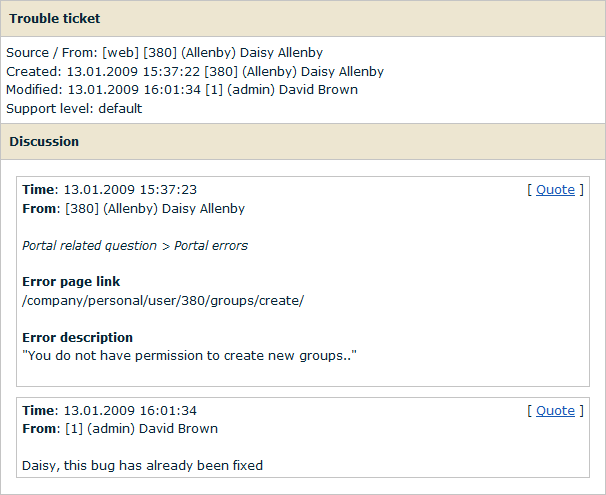 Trouble ticket
Source / From: [web] [380] (Allenby) Daisy Allenby
Created: 13.01.2009 15:37:22 [380] (Allenby) Daisy Allenby
Modified: 13.01.2009 16:01:34 [1] (admin) David Brown
Support level: default
Discussion
Time: 13.01.2009 15:37:23 [ Quote ]
From: [380] (Allenby) Daisy Allenby
Portal related question > Portal errors
Error page link
/company/personal/user/380/groups/create/
Error description
"You do not have permission to create new groups.."
Time: 13.01.2009 16:01:34 [ Quote ]
From: [1] (admin) David Brown
Daisy, this bug has already been fixed